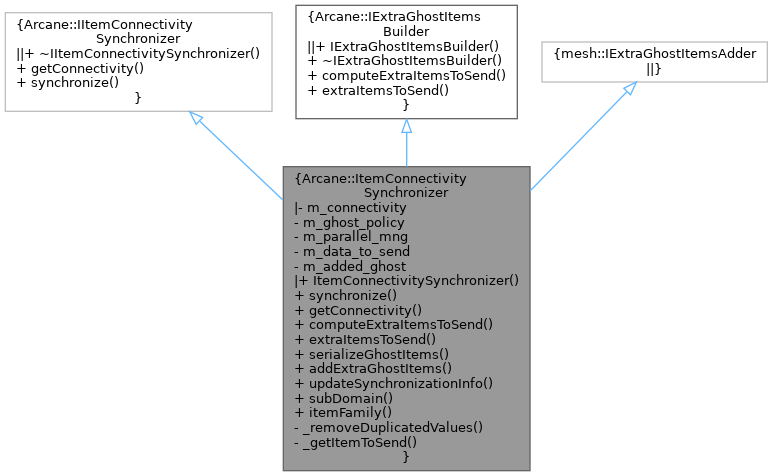 {Arcane::IItemConnectivity
Synchronizer
||+ ~IItemConnectivitySynchronizer()
+ getConnectivity()
+ synchronize()
}
{Arcane::IExtraGhostItems
Builder
||+ IExtraGhostItemsBuilder()
+ ~IExtraGhostItemsBuilder()
+ computeExtraItemsToSend()
+ extraItemsToSend()
}
{mesh::IExtraGhostItemsAdder
||}
{Arcane::ItemConnectivity
Synchronizer
|- m_connectivity
- m_ghost_policy
- m_parallel_mng
- m_data_to_send
- m_added_ghost
|+ ItemConnectivitySynchronizer()
+ synchronize()
+ getConnectivity()
+ computeExtraItemsToSend()
+ extraItemsToSend()
+ serializeGhostItems()
+ addExtraGhostItems()
+ updateSynchronizationInfo()
+ subDomain()
+ itemFamily()
- _removeDuplicatedValues()
- _getItemToSend()
}